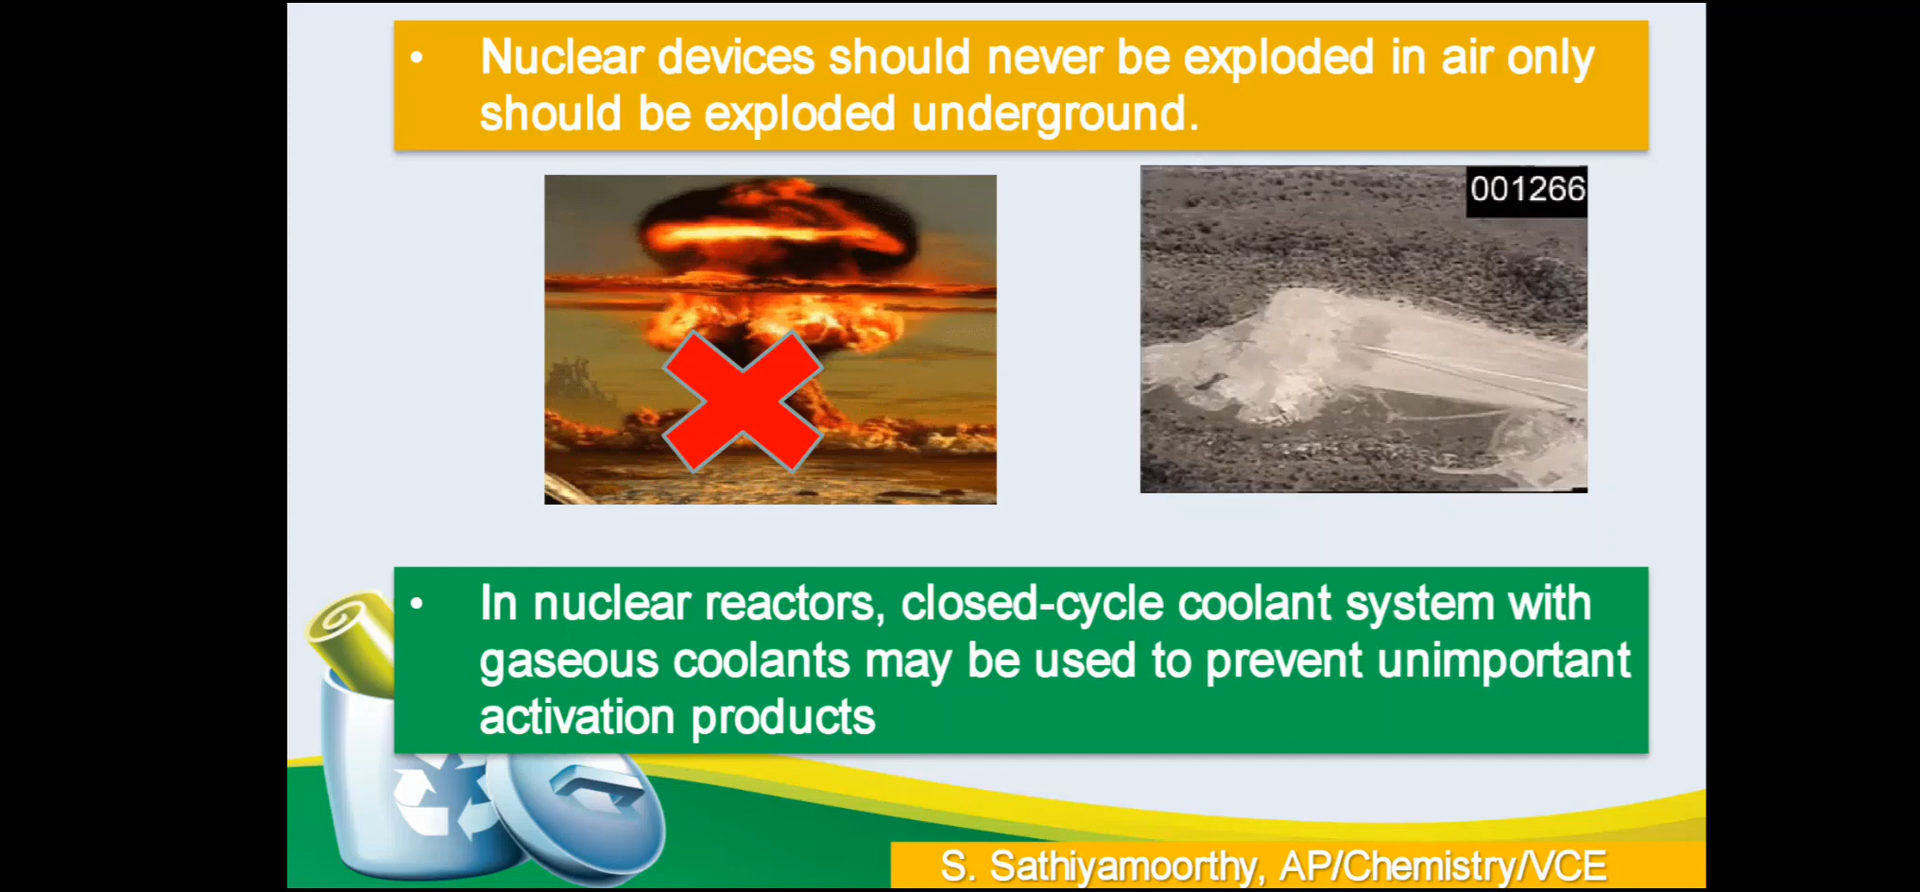 • Nuclear devices should never be exploded in air only
should be exploded underground.
001266
• In nuclear reactors, closed-cycle coolant system with
gaseous coolants may be used to prevent unimportant
activation products
S. Sathiyamoorthy, AP/Chemistry/VCE